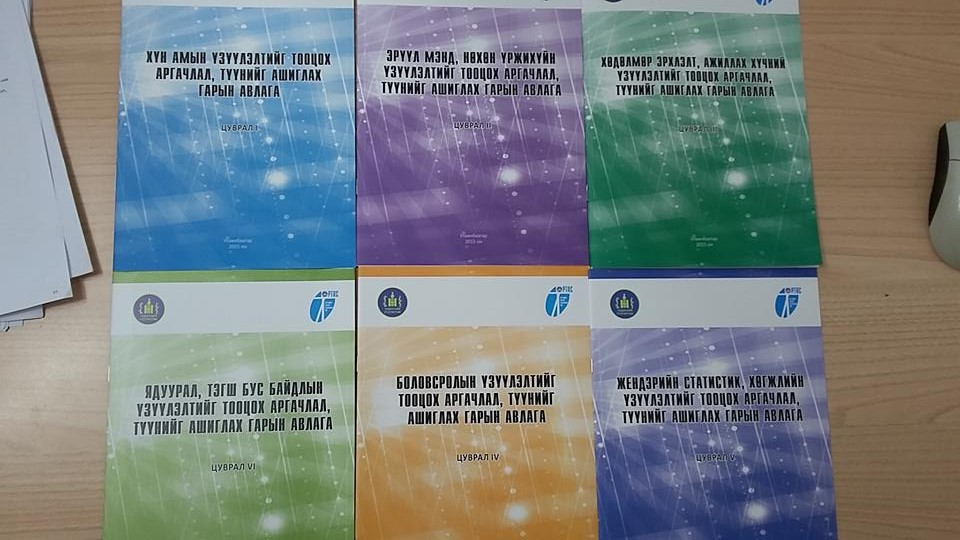 ХҮН АМЫН ҮЗҮҮЛЭЛТИЙГ ТООЦОХ
АРГАЧЛАЛ, ТҮҮНИЙГ АШИГЛАХ
ГАРЫН АВЛАГА
ЦУВРАЛ I
Улаанбаатар
2015 он
ЭРҮҮЛ МЭНД, НӨХӨН ҮРЖИХҮЙН
ҮЗҮҮЛЭЛТИЙГ ТООЦОХ АРГАЧЛАЛ,
ТҮҮНИЙГ АШИГЛАХ ГАРЫН АВЛАГА
ЦУВРАЛ II
Улаанбаатар
2015 он
ХӨДӨЛМӨР ЭРХЛЭЛТ, АЖИЛЛАХ ХҮЧНИЙ
ҮЗҮҮЛЭЛТИЙГ ТООЦОХ АРГАЧЛАЛ,
ТҮҮНИЙГ АШИГЛАХ ГАРЫН АВЛАГА
ЦУВРАЛ III
Улаанбаатар
2015 он
ЯДУУРАЛ, ТЭГШ БУС БАЙДЛЫН
ҮЗҮҮЛЭЛТИЙГ ТООЦОХ АРГАЧЛАЛ,
ТҮҮНИЙГ АШИГЛАХ ГАРЫН АВЛАГА
ЦУВРАЛ VI
БОЛОВСРОЛЫН ҮЗҮҮЛЭЛТИЙГ
ТООЦОХ АРГАЧЛАЛ, ТҮҮНИЙГ
АШИГЛАХ ГАРЫН АВЛАГА
ЦУВРАЛ IV
ЖЕНДЭРИЙН СТАТИСТИК, ХӨГЖЛИЙН
ҮЗҮҮЛЭЛТИЙГ ТООЦОХ АРГАЧЛАЛ,
ТҮҮНИЙГ АШИГЛАХ ГАРЫН АВЛАГА
ЦУВРАЛ V